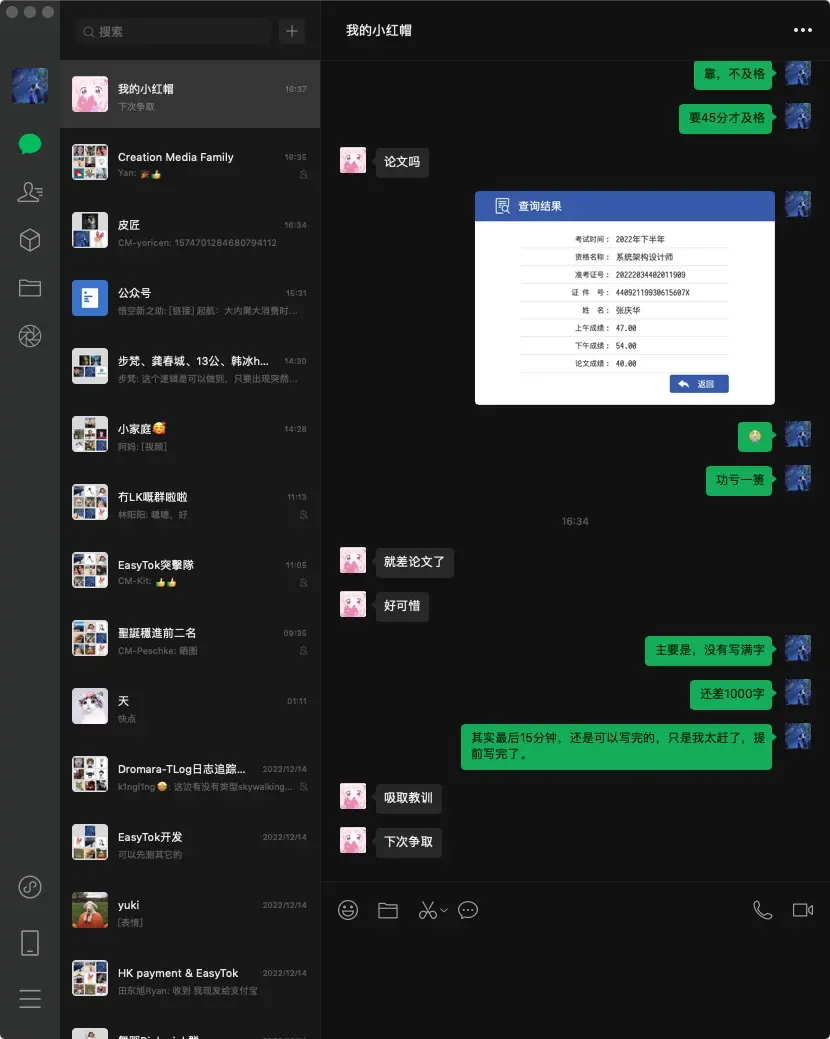 搜索
我的小红帽
16:37
下次争取
Creation Media Family
16:35
Yan: 🎉👍
皮匠
16:34
CM-yoricen: 1574701284680794112
公众号
15:31
悟空新之助: [链接] 起航：大内需大消费时...
步梵、龚春城、13公、韩冰h...
14:30
步梵: 这个逻辑是可以做到，只要出现突然...
小家庭🥰
14:28
阿妈: [视频]
冇LK嘅群啦啦
11:13
林阳阳: 嗯嗯，好
EasyTok突擊隊
11:05
CM-Kit: 👍👍
聖誕穩進前二名
09:35
CM-Peschke: 晒图
天
01:11
快点
Dromara-TLog日志追踪...
2022/12/14
k1ngl1ng 🤩: 这边有没有类型skywalking...
EasyTok开发
2022/12/14
可以先测其它的
yuki
2022/12/14
[表情]
HK payment & EasyTok
2022/12/14
田东旭Ryan: 收到 我现发给支付宝
我的小红帽
靠，不及格
要45分才及格
论文吗
查询结果
考试时间： 2022年下半年
资格名称： 系统架构设计师
准考证号： 20222034402011909
证 件 号： 44092119930615607X
姓 名： 张庆华
上午成绩： 47.00
下午成绩： 54.00
论文成绩： 40.00
返回
功亏一篑
16:34
就差论文了
好可惜
主要是，没有写满字
还差1000字
其实最后15分钟，还是可以写完的，只是我太赶了，提
前写完了。
吸取教训
下次争取